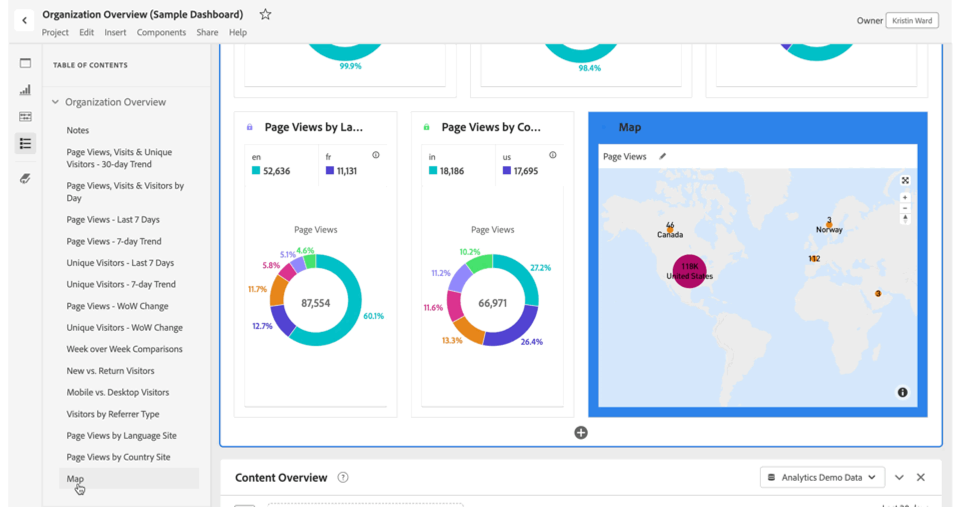 Organization Overview (Sample Dashboard)
Owner Kristin Ward
Project Edit Insert Components Share Help
TABLE OF CONTENTS
Organization Overview
Notes
Page Views, Visits & Unique
Visitors - 30-day Trend
Page Views, Visits & Visitors by
Day
Page Views - Last 7 Days
Page Views - 7-day Trend
Unique Visitors - Last 7 Days
Unique Visitors - 7-day Trend
Page Views - WoW Change
Unique Visitors - WoW Change
Week over Week Comparisons
New vs. Return Visitors
Mobile vs. Desktop Visitors
Visitors by Referrer Type
Page Views by Language Site
Page Views by Country Site
Map
99.9%
98.4%
Page Views by La...
en
52,636
fr
11,131
Page Views
5.1%
4.6%
5.8%
11.7%
12.7%
60.1%
87,554
Page Views by Co...
in
18,186
us
17,695
Page Views
10.2%
11.2%
27.2%
11.6%
13.3%
26.4%
66,971
Map
Page Views
46
Canada
3
Norway
118K
United States
112
3
Content Overview
Analytics Demo Data